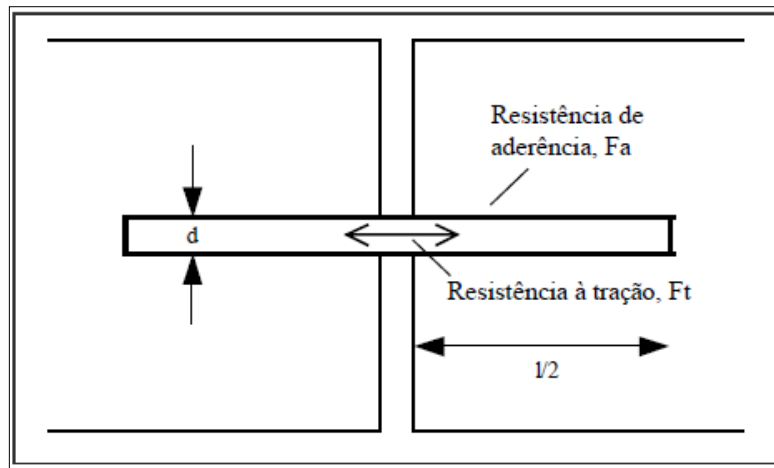 Resistência de
aderência, Fa
d
Resistência à tração, Ft
l/2